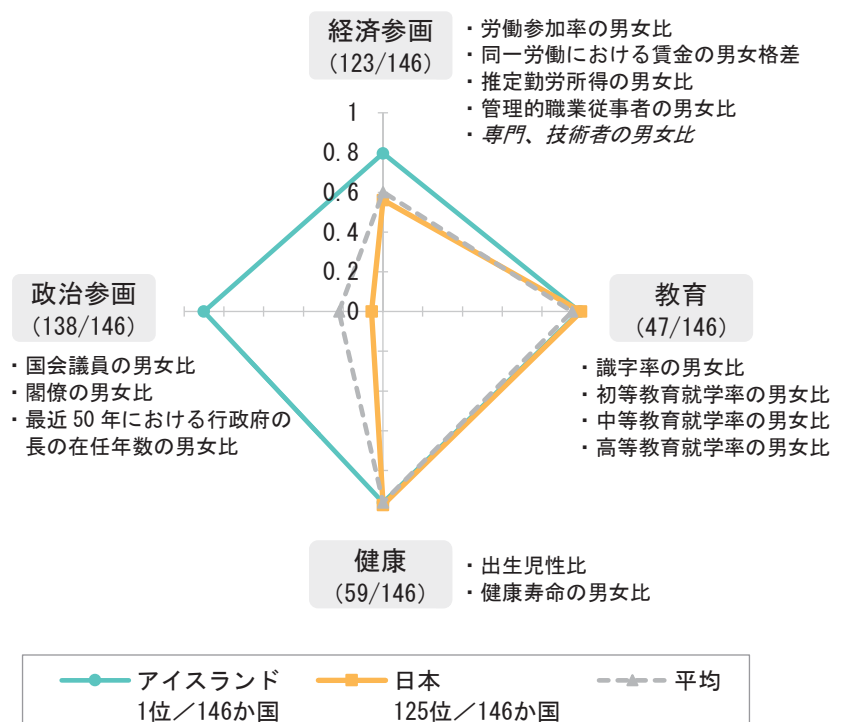 経済参画
(123/146)
・労働参加率の男女比
・同一労働における賃金の男女格差
・推定勤労所得の男女比
・管理的職業従事者の男女比
・専門、技術者の男女比
1
0.8
0.6
0.4
0.2
0
政治参画
(138/146)
・国会議員の男女比
・閣僚の男女比
・最近 50 年における行政府の
長の在任年数の男女比
教育
(47/146)
・識字率の男女比
・初等教育就学率の男女比
・中等教育就学率の男女比
・高等教育就学率の男女比
健康
(59/146)
・出生児性比
・健康寿命の男女比
アイスランド
1位／146か国
日本
125位／146か国
平均